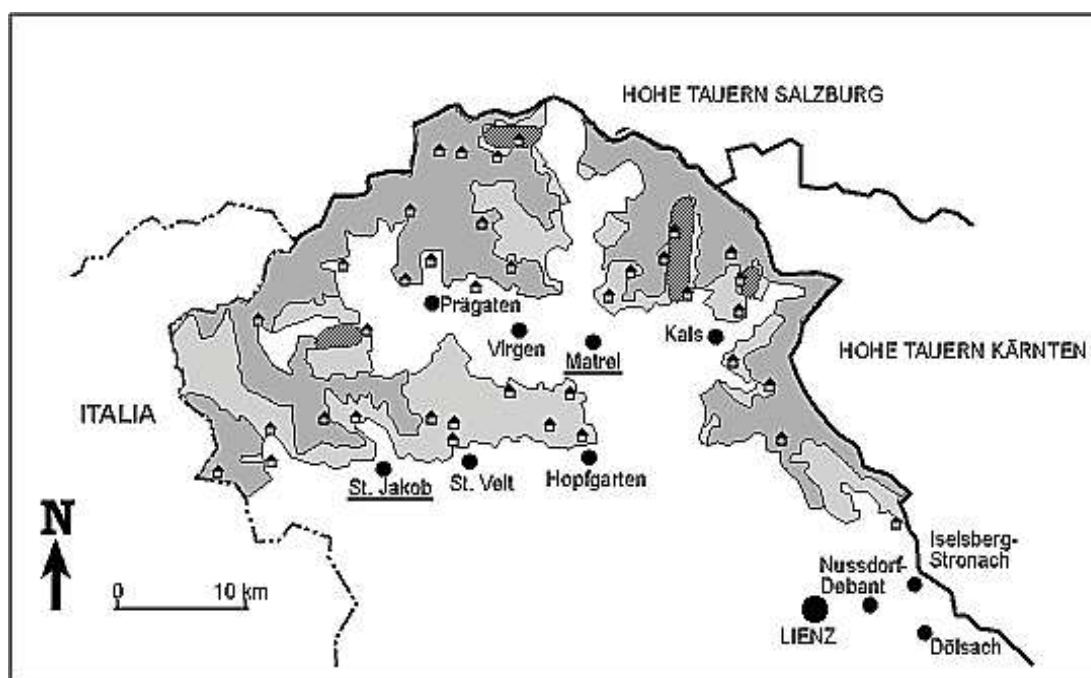 HOHE TAUERN SALZBURG
Prägaten
Virgen
Matrei
Kals
HOHE TAUERN KÄRNTEN
ITALIA
St. Jakob
St. Veit
Hopfgarten
N
0 10 km
Iselsberg-
Stronach
Nussdorf-
Debant
LIENZ
Dölsach